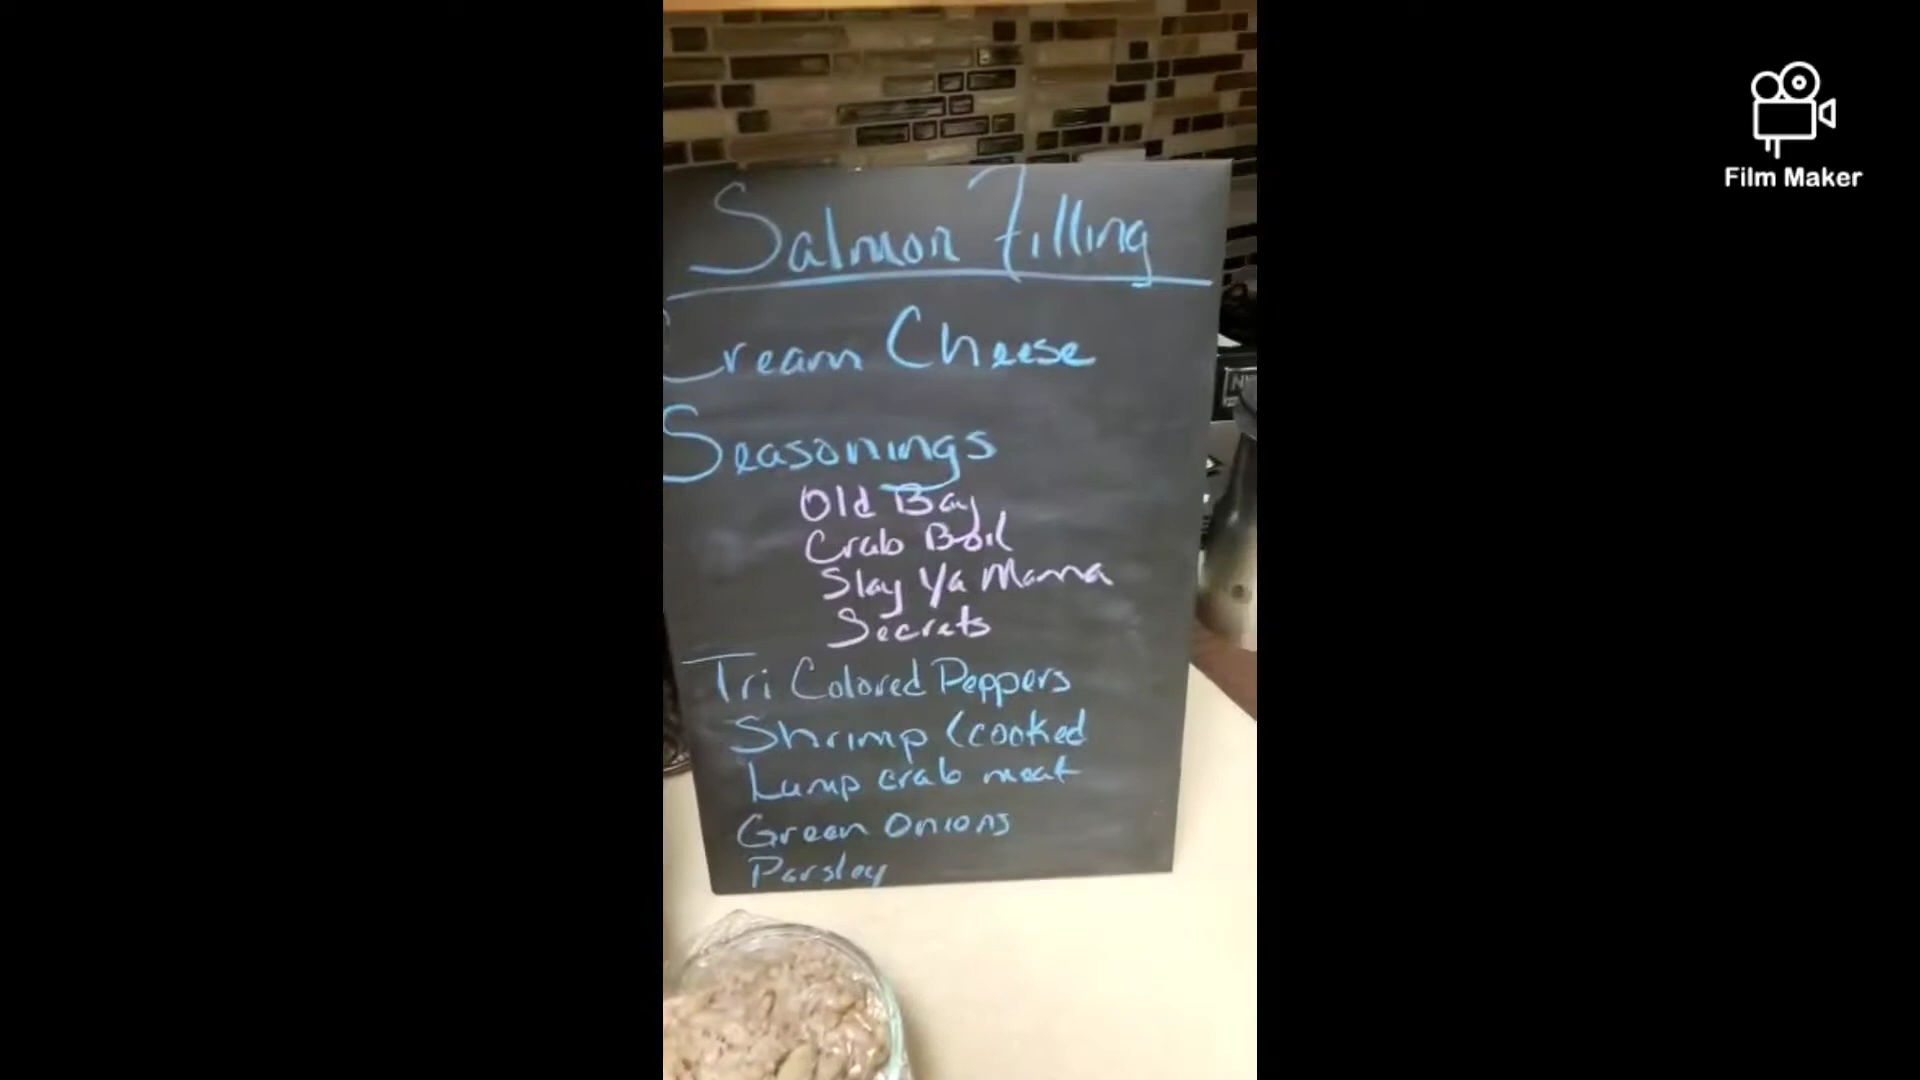 Film Maker
Salmon Filling
Cream Cheese
Seasonings
Old Bay
Crab Boil
Slay Ya Mama
Secrets
Tri Colored Peppers
Shrimp (cooked
Lump crab meat
Green Onions
Parsley